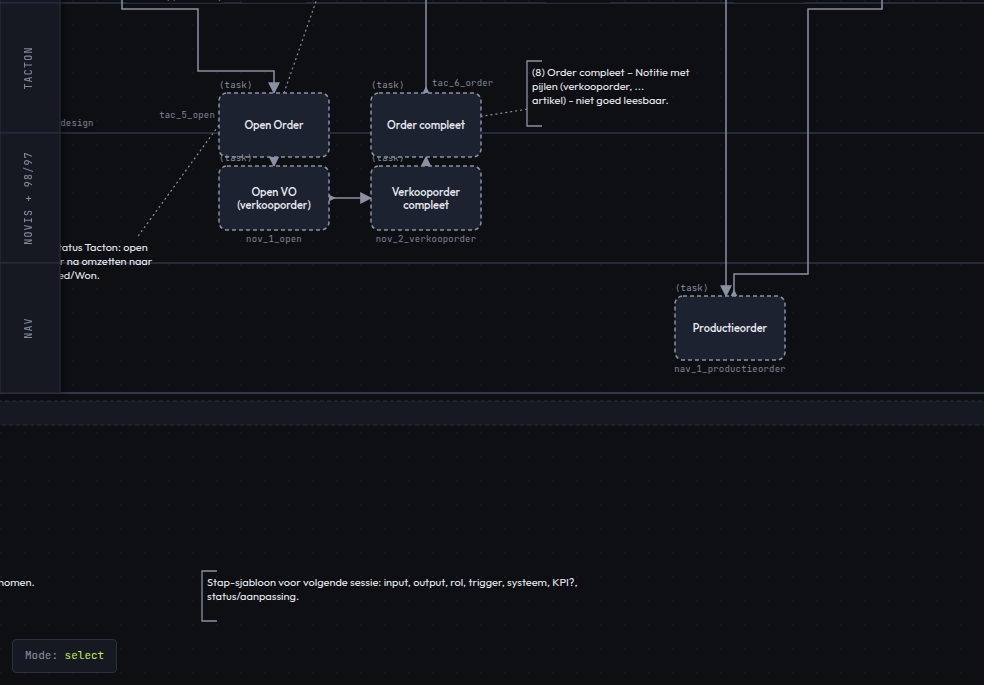 TACTON
(8) Order compleet – Notitie met
pijlen (verkooporder, ...
artikel) - niet goed leesbaar.
(task)
(task)
tac_6_order
tac_5_open
design
Open Order
Order compleet
NOVIS + 98/97
(task)
(task)
Open VO
(verkooporder)
Verkooporder
compleet
nov_1_open
nov_2_verkooporder
tatus Tacton: open
r na omzetten naar
ed/Won.
NAV
(task)
Productieorder
nav_1_productieorder
nomen.
Stap-sjabloon voor volgende sessie: input, output, rol, trigger, systeem, KPI?,
status/aanpassing.
Mode: select